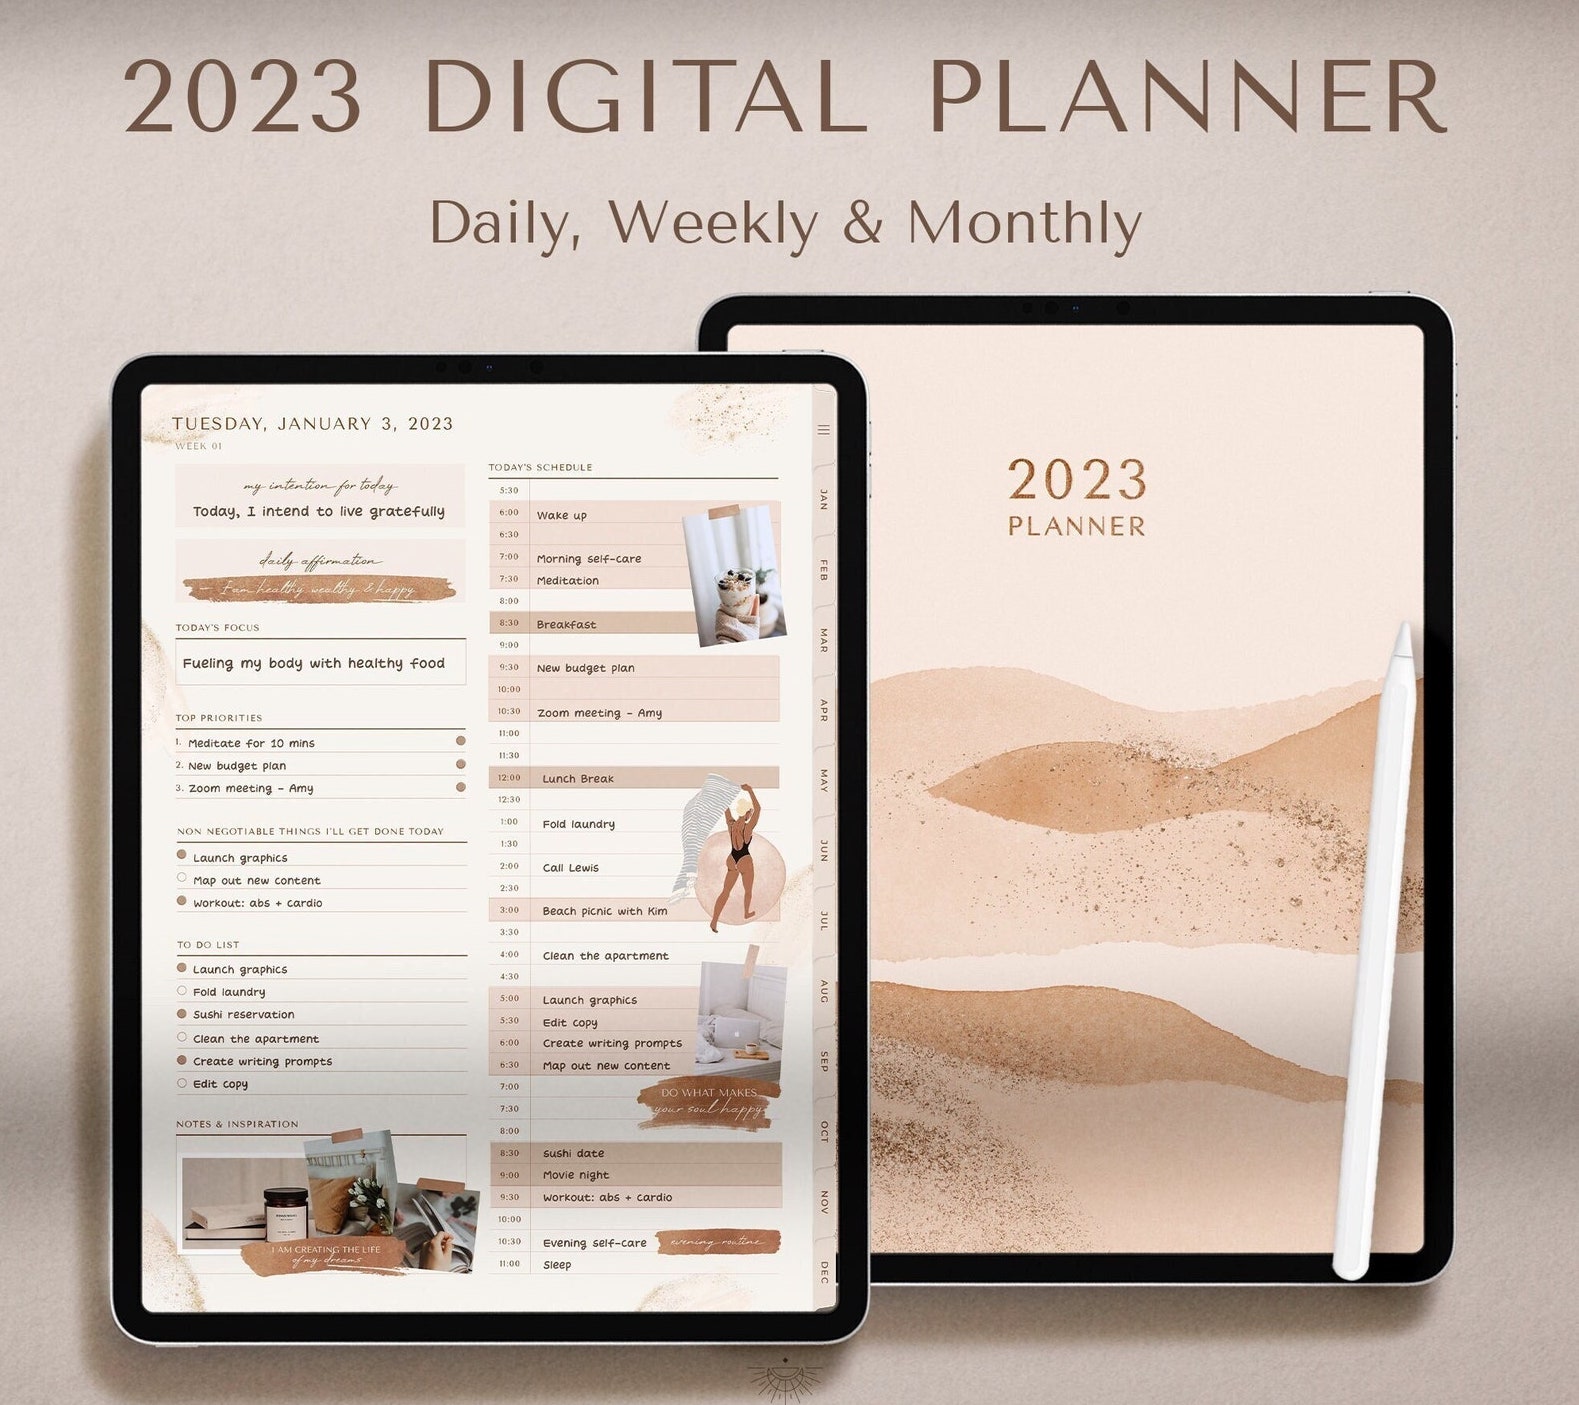 2023 DIGITAL PLANNER
Daily, Weekly & Monthly
TUESDAY, JANUARY 3, 2023
WEEK 01
my intention for today
Today, I intend to live gratefully
daily affirmation
I am healthy wealthy & happy
TODAY'S FOCUS
Fueling my body with healthy food
TOP PRIORITIES
1. Meditate for 10 mins
2. New budget plan
3. Zoom meeting - Amy
NON NEGOTIABLE THINGS I'LL GET DONE TODAY
Launch graphics
Map out new content
Workout: abs + cardio
TO DO LIST
Launch graphics
Fold laundry
Sushi reservation
Clean the apartment
Create writing prompts
Edit copy
NOTES & INSPIRATION
I AM CREATING THE LIFE
of my dreams
TODAY'S SCHEDULE
5:30
6:00 Wake up
6:30
7:00 Morning self-care
7:30 Meditation
8:00
8:30 Breakfast
9:00
9:30 New budget plan
10:00
10:30 Zoom meeting - Amy
11:00
11:30
12:00 Lunch Break
12:30
1:00 Fold laundry
1:30
2:00 Call Lewis
2:30
3:00 Beach picnic with Kim
3:30
4:00 Clean the apartment
4:30
5:00 Launch graphics
5:30 Edit copy
6:00 Create writing prompts
6:30 Map out new content
7:00
7:30
8:00
DO WHAT MAKES
your soul happy
8:30 sushi date
9:00 Movie night
9:30 Workout: abs + cardio
10:00
10:30 Evening self-care evening routine
11:00 Sleep
JAN
FEB
MAR
APR
MAY
JUN
JUL
AUG
SEP
OCT
NOV
DEC
2023
PLANNER